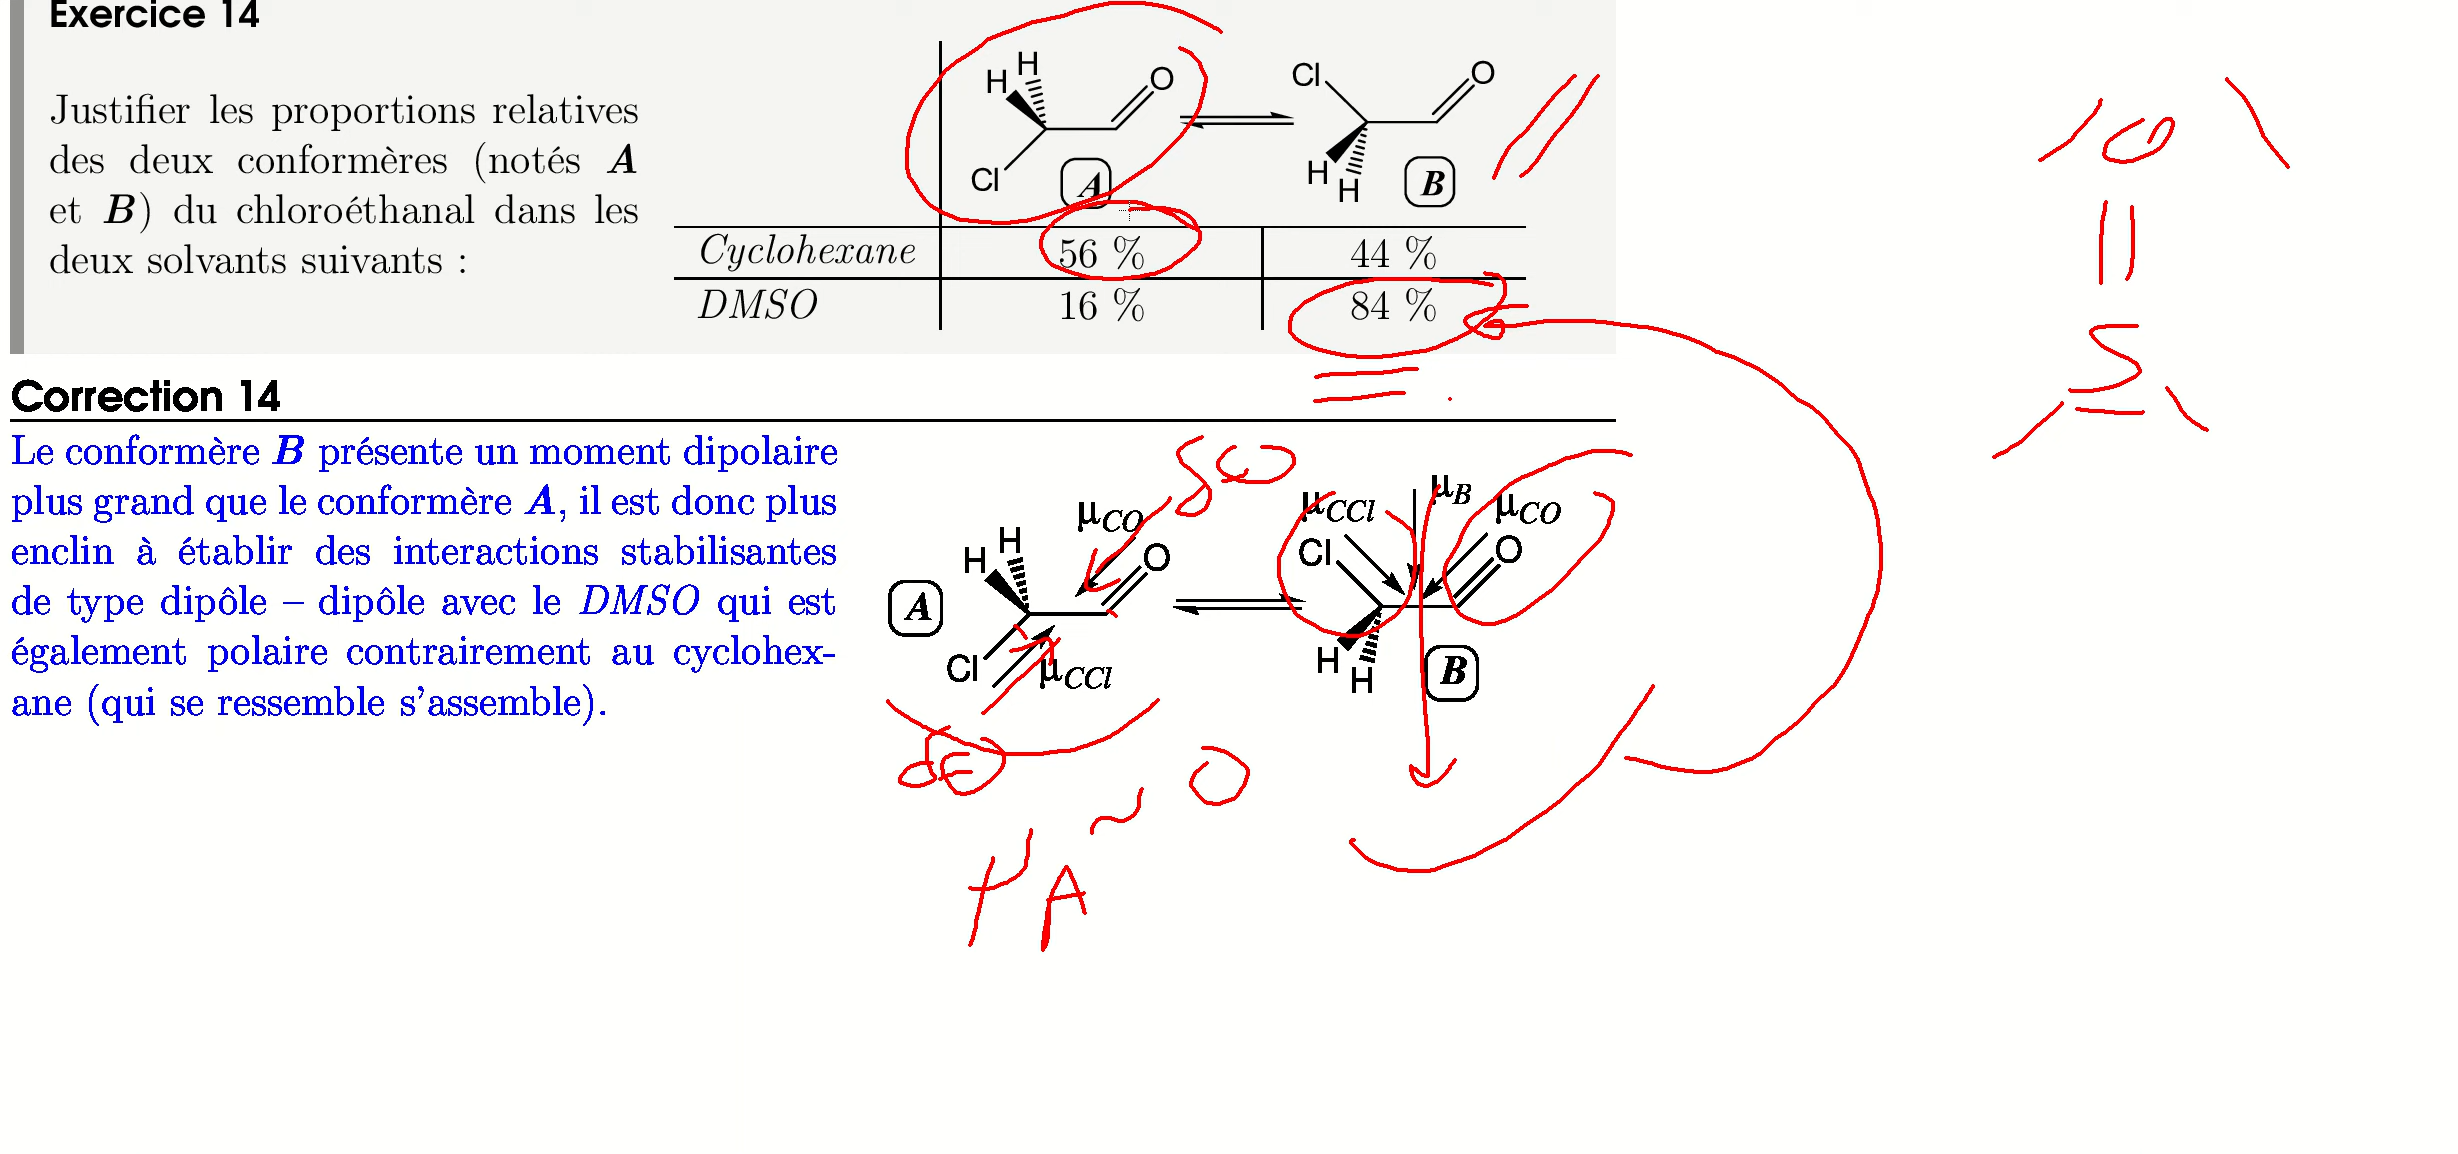 Exercice 14
Justifier les proportions relatives
des deux conformères (notés A
et B) du chloroéthanal dans les
deux solvants suivants :
H H O
Cl
A
Cl O
H H
B
Cyclohexane 56 % 44 %
DMSO 16 % 84 %
Correction 14
Le conformère B présente un moment dipolaire
plus grand que le conformère A, il est donc plus
enclin à établir des interactions stabilisantes
de type dipôle – dipôle avec le DMSO qui est
également polaire contrairement au cyclohex-
ane (qui se ressemble s'assemble).
A
H H
μCO
O
Cl
μCCl
μCCl μB μCO
Cl O
H H
B
μA ~ 0
O
S